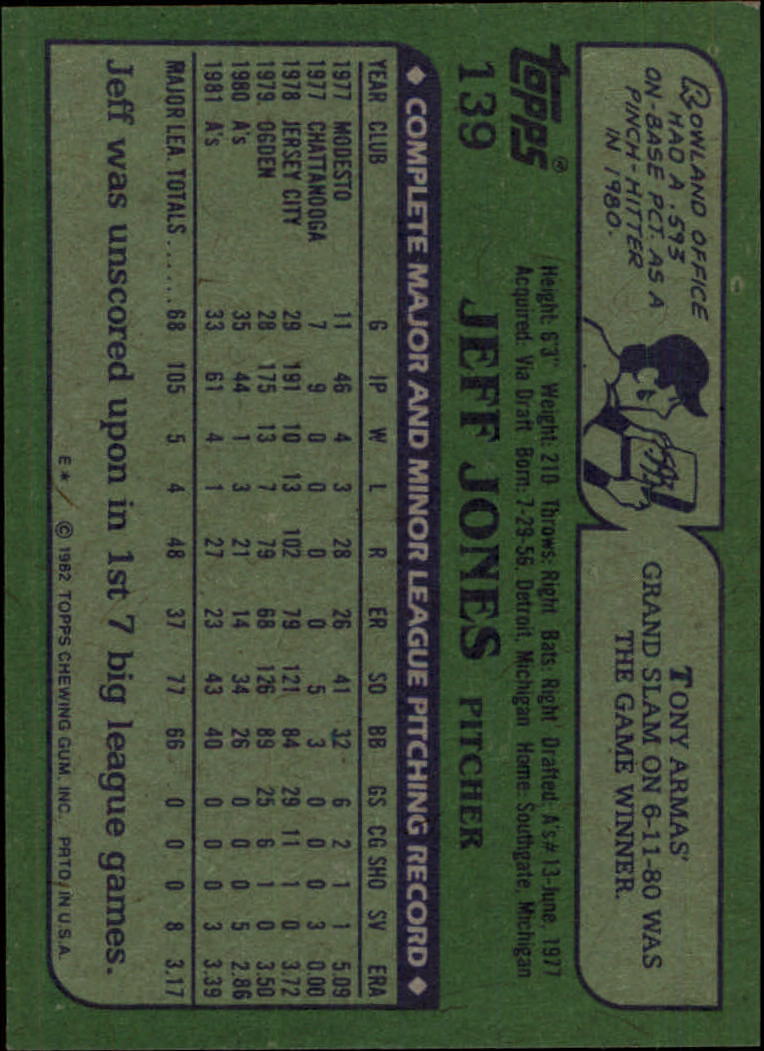 ROWLAND OFFICE
HAD A .593
ON-BASE PCT. AS A
PINCH-HITTER
IN 1980.
TONY ARMAS'
GRAND SLAM ON 6-11-80 WAS
THE GAME WINNER.
Topps®
139
Height: 6'3" Weight: 210 Throws: Right Bats: Right Drafted: A's #13-June, 1977
Acquired: Via Draft Born: 7-29-56, Detroit, Michigan Home: Southgate, Michigan
JEFF JONES PITCHER
◆ COMPLETE MAJOR AND MINOR LEAGUE PITCHING RECORD ◆
YEAR CLUB G IP W L R ER SO BB GS CG SHO SV ERA
1977 MODESTO 11 46 4 3 28 26 41 32 6 2 1 1 5.09
1977 CHATTANOOGA 7 9 0 0 0 0 5 3 0 0 0 3 0.00
1978 JERSEY CITY 29 191 10 13 102 79 121 84 29 11 1 0 3.72
1979 OGDEN 28 175 13 7 79 68 126 89 25 6 1 0 3.50
1980 A's 35 44 1 3 21 14 34 26 0 0 0 5 2.86
1981 A's 33 61 4 1 27 23 43 40 0 0 0 3 3.39
MAJOR LEA. TOTALS ...... 68 105 5 4 48 37 77 66 0 0 0 8 3.17
Jeff was unscored upon in 1st 7 big league games.
E* © 1982 TOPPS CHEWING GUM, INC. PRTD. IN U.S.A.